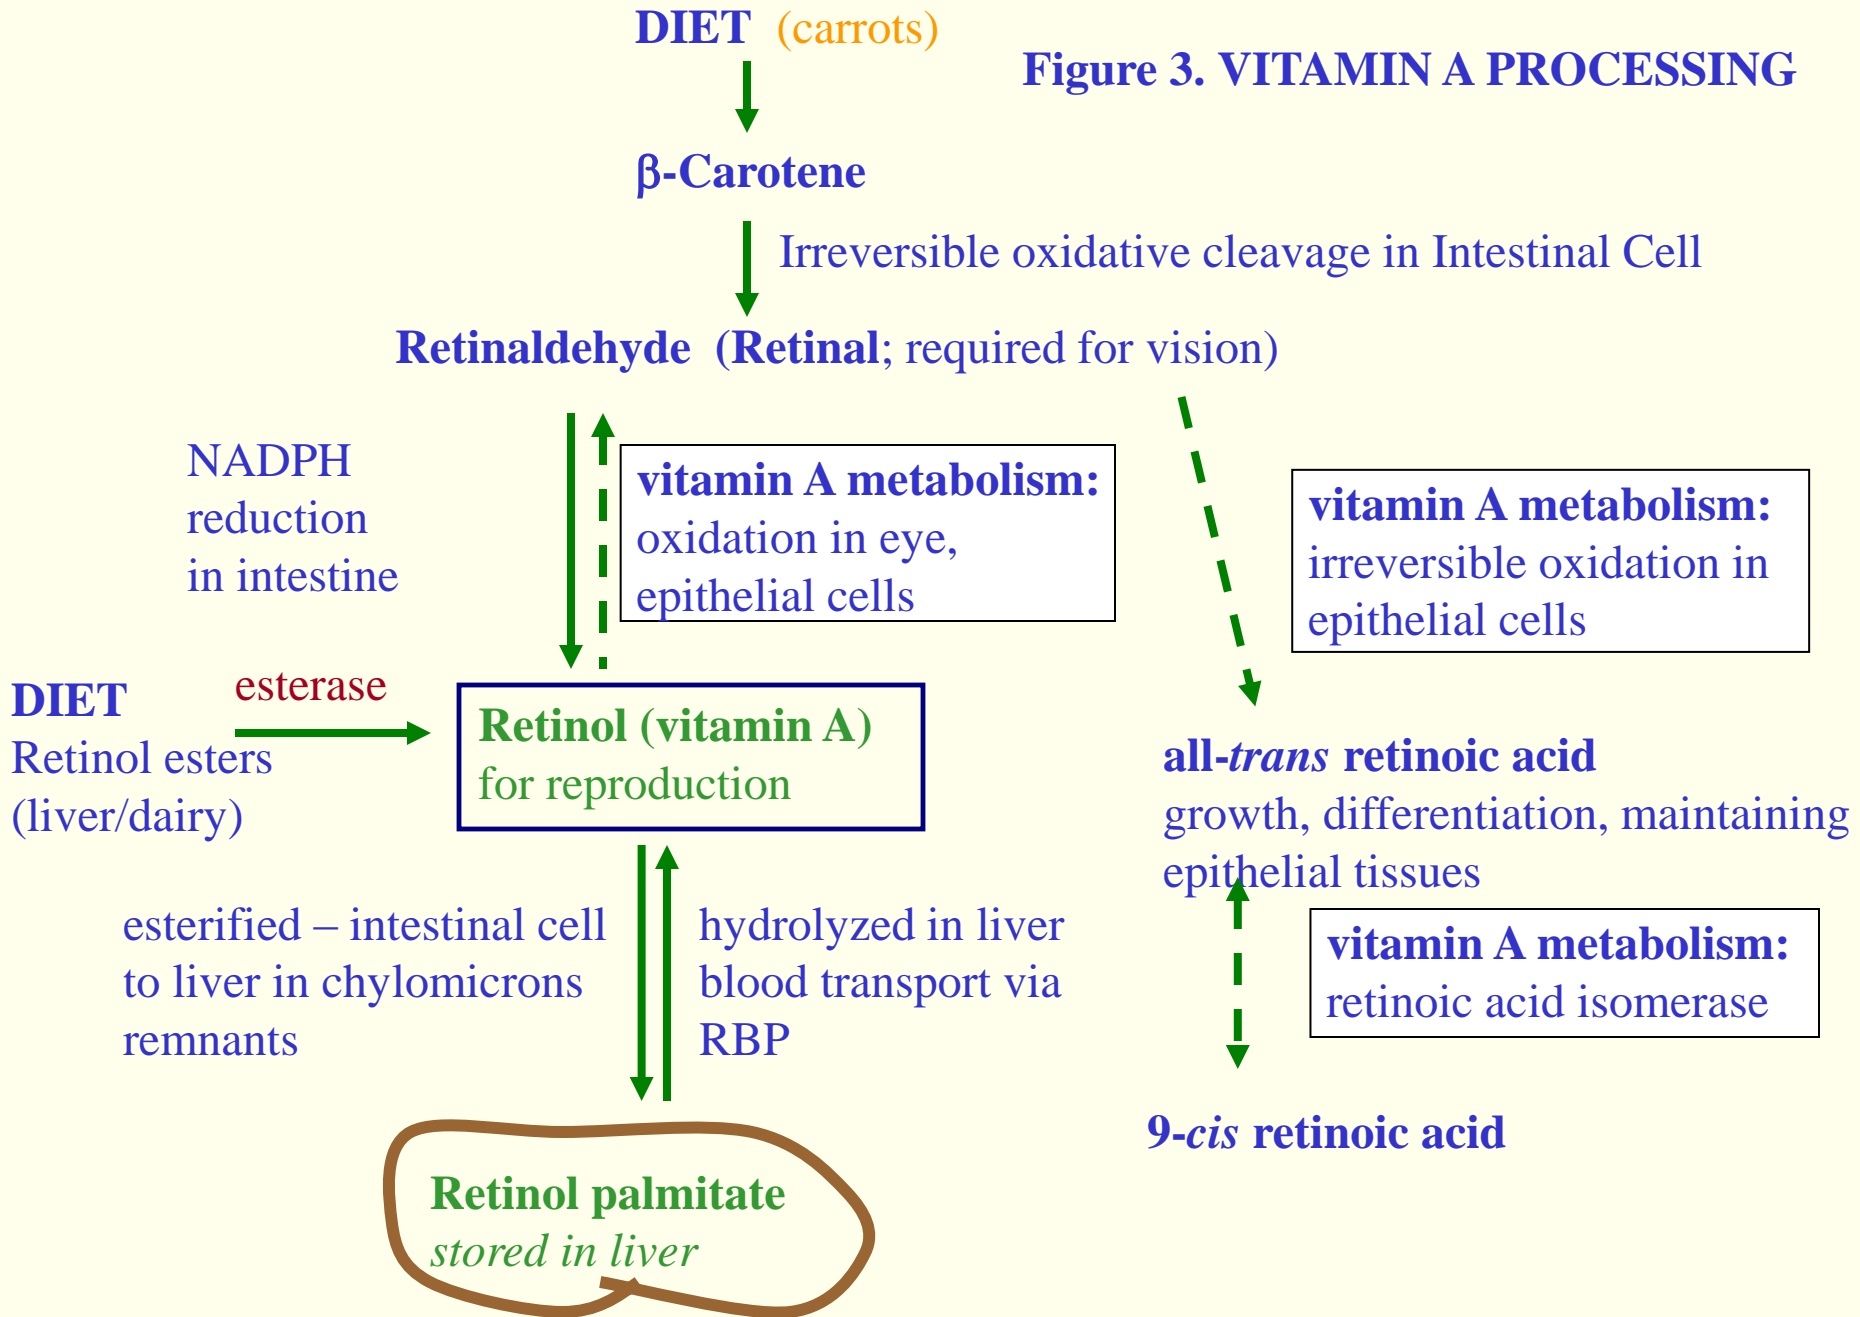 DIET (carrots)
Figure 3. VITAMIN A PROCESSING
β-Carotene
Irreversible oxidative cleavage in Intestinal Cell
Retinaldehyde (Retinal; required for vision)
NADPH
reduction
in intestine
vitamin A metabolism:
oxidation in eye,
epithelial cells
vitamin A metabolism:
irreversible oxidation in
epithelial cells
DIET
Retinol esters
(liver/dairy)
esterase
Retinol (vitamin A)
for reproduction
all-trans retinoic acid
growth, differentiation, maintaining
epithelial tissues
esterified – intestinal cell
to liver in chylomicrons
remnants
hydrolyzed in liver
blood transport via
RBP
vitamin A metabolism:
retinoic acid isomerase
9-cis retinoic acid
Retinol palmitate
stored in liver